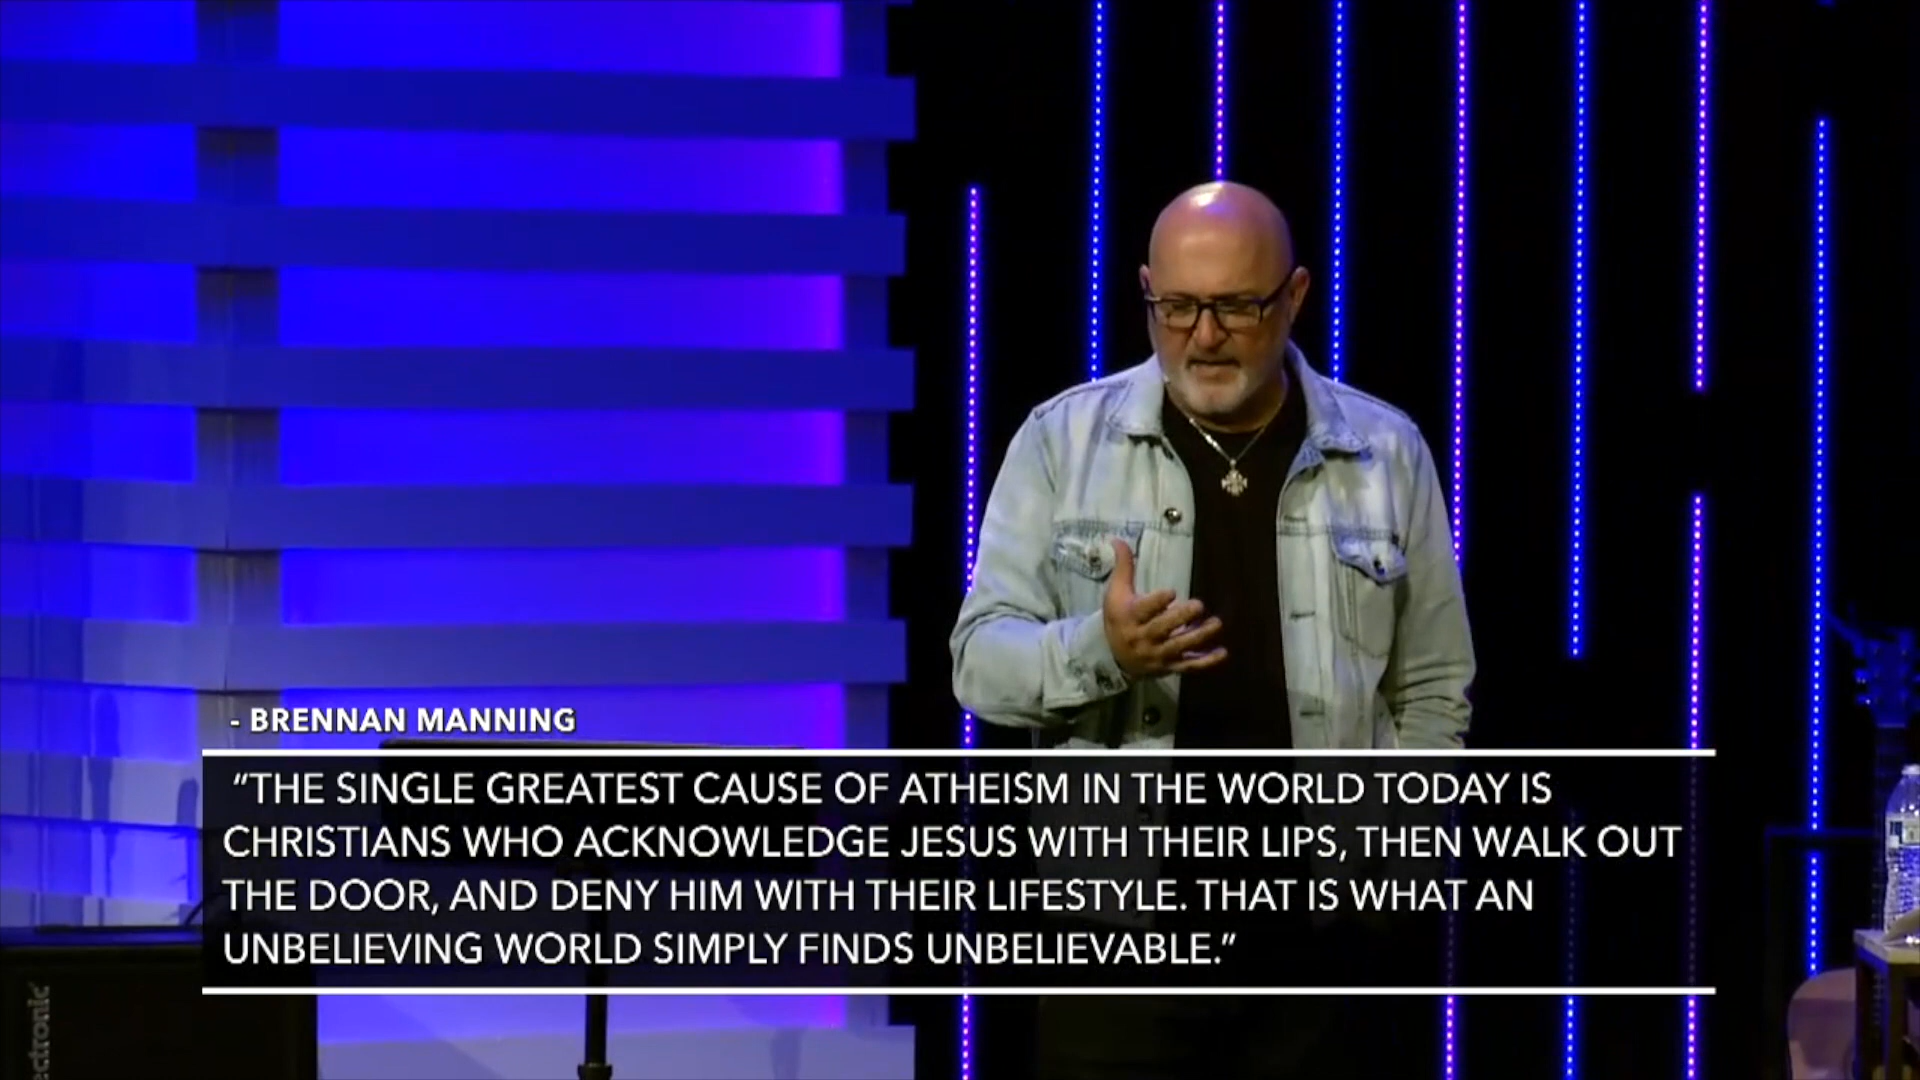 - BRENNAN MANNING
“THE SINGLE GREATEST CAUSE OF ATHEISM IN THE WORLD TODAY IS
CHRISTIANS WHO ACKNOWLEDGE JESUS WITH THEIR LIPS, THEN WALK OUT
THE DOOR, AND DENY HIM WITH THEIR LIFESTYLE. THAT IS WHAT AN
UNBELIEVING WORLD SIMPLY FINDS UNBELIEVABLE.”
ectronic